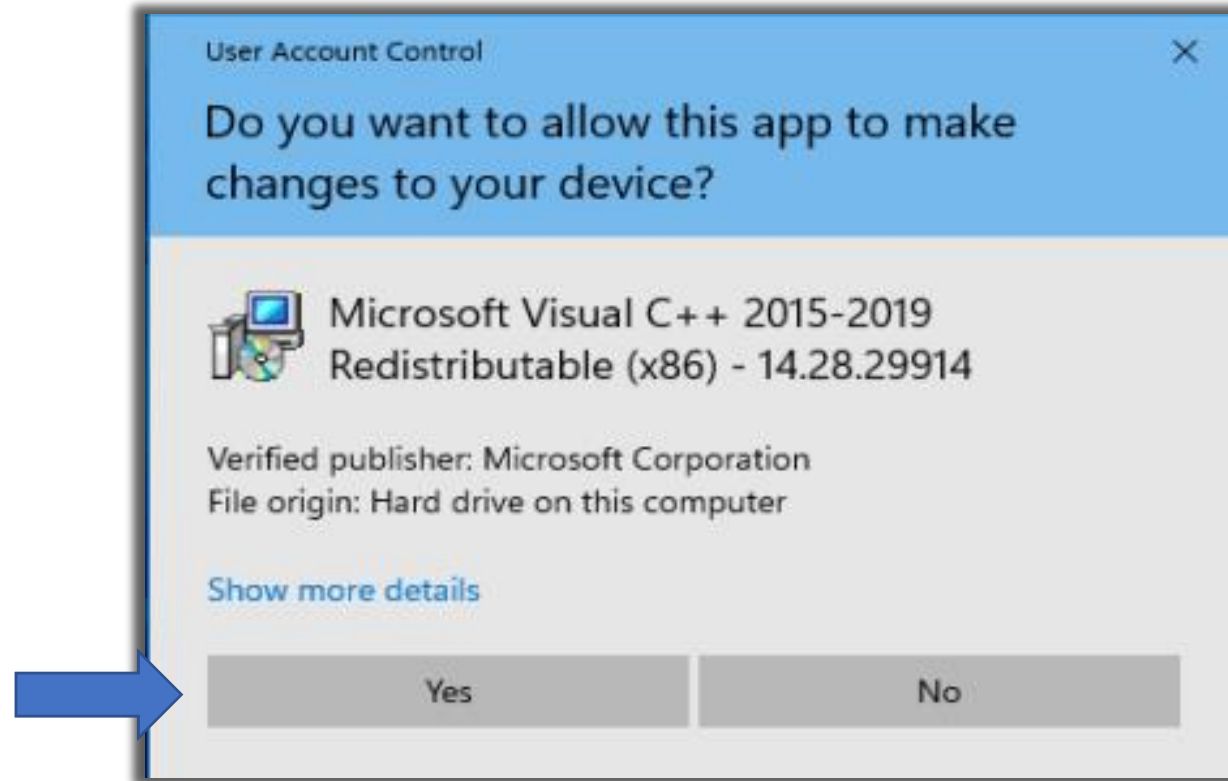 User Account Control
Do you want to allow this app to make
changes to your device?
Microsoft Visual C++ 2015-2019
Redistributable (x86) - 14.28.29914
Verified publisher: Microsoft Corporation
File origin: Hard drive on this computer
Show more details
Yes
No